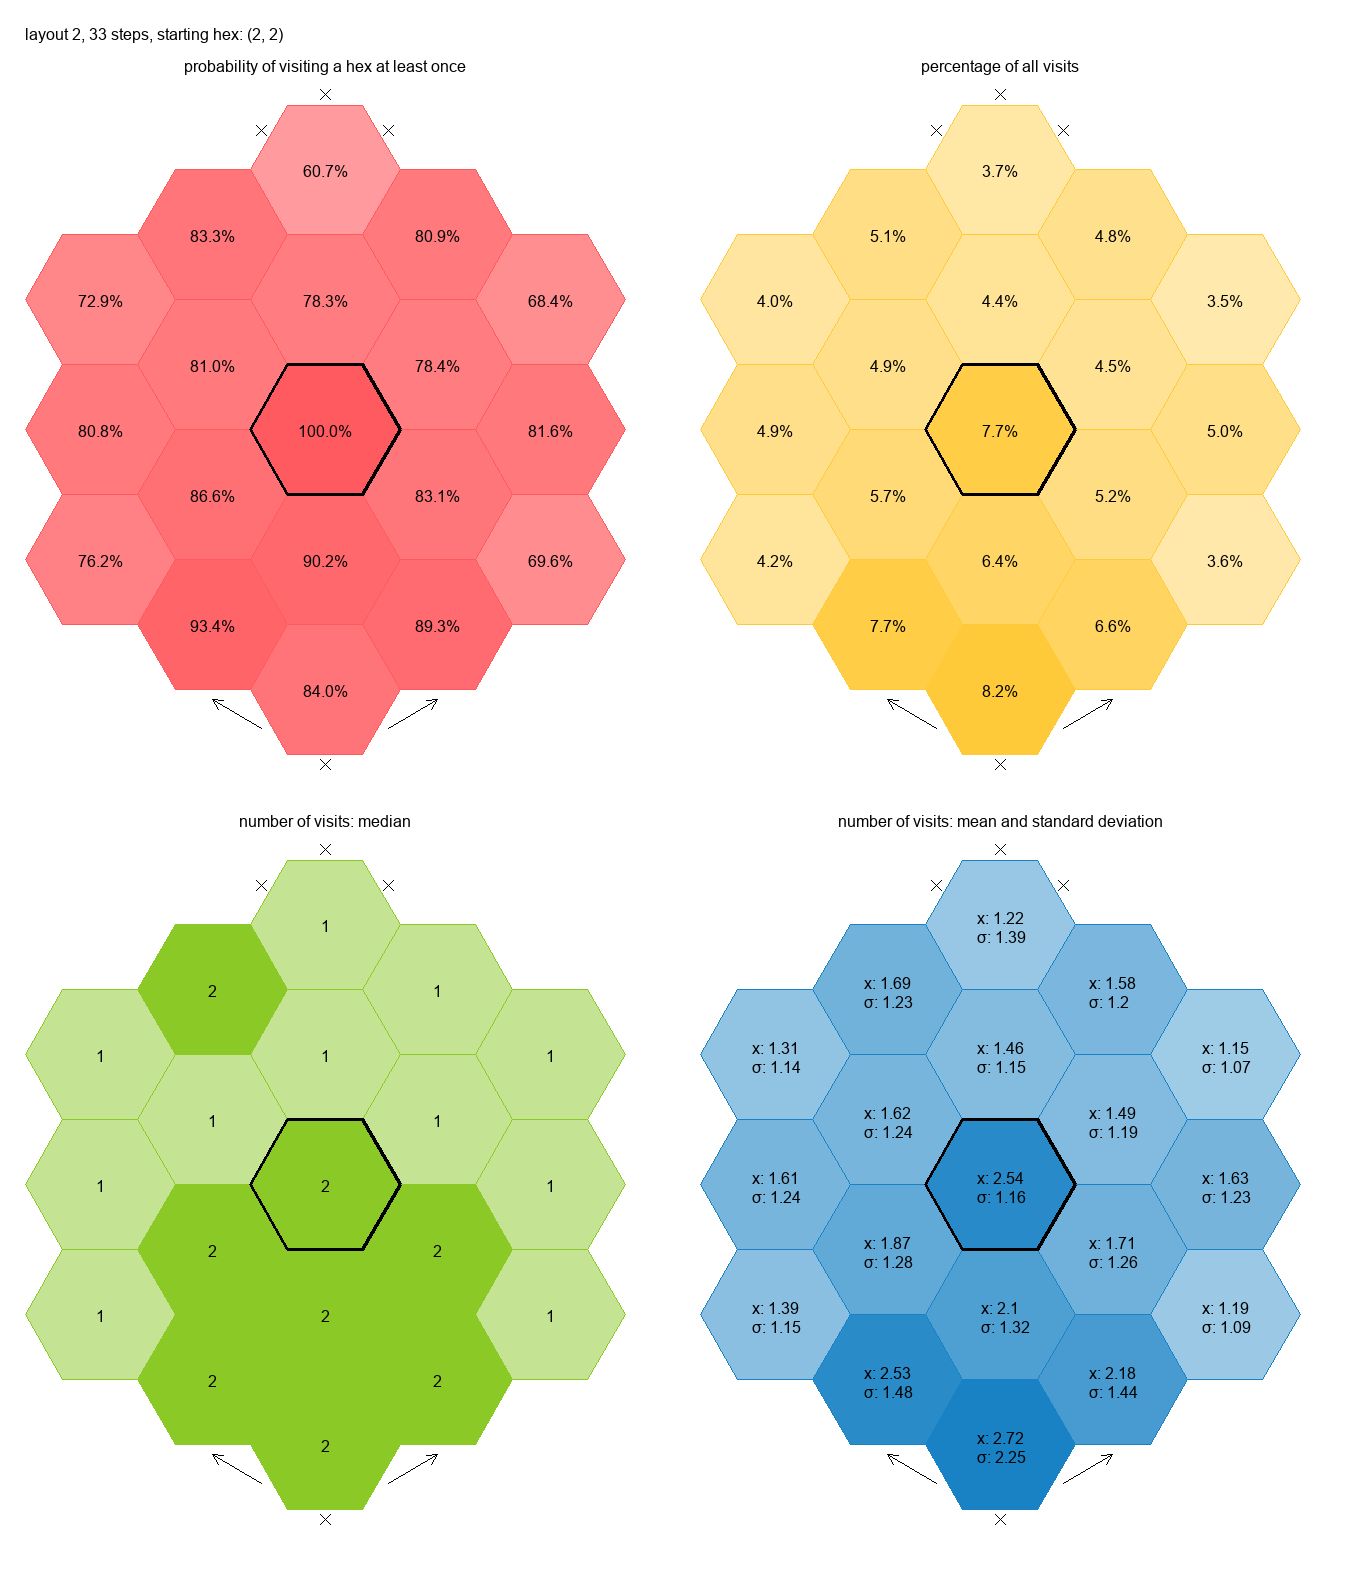 layout 2, 33 steps, starting hex: (2, 2)
probability of visiting a hex at least once
60.7%
83.3%
80.9%
72.9%
78.3%
68.4%
81.0%
78.4%
80.8%
100.0%
81.6%
86.6%
83.1%
76.2%
90.2%
69.6%
93.4%
89.3%
84.0%
percentage of all visits
3.7%
5.1%
4.8%
4.0%
4.4%
3.5%
4.9%
4.5%
4.9%
7.7%
5.0%
5.7%
5.2%
4.2%
6.4%
3.6%
7.7%
6.6%
8.2%
number of visits: median
1
2
1
1
1
1
1
1
1
2
1
2
2
1
2
1
2
2
2
number of visits: mean and standard deviation
x: 1.22
σ: 1.39
x: 1.69
σ: 1.23
x: 1.58
σ: 1.2
x: 1.31
σ: 1.14
x: 1.46
σ: 1.15
x: 1.15
σ: 1.07
x: 1.62
σ: 1.24
x: 1.49
σ: 1.19
x: 1.61
σ: 1.24
x: 2.54
σ: 1.16
x: 1.63
σ: 1.23
x: 1.87
σ: 1.28
x: 1.71
σ: 1.26
x: 1.39
σ: 1.15
x: 2.1
σ: 1.32
x: 1.19
σ: 1.09
x: 2.53
σ: 1.48
x: 2.18
σ: 1.44
x: 2.72
σ: 2.25